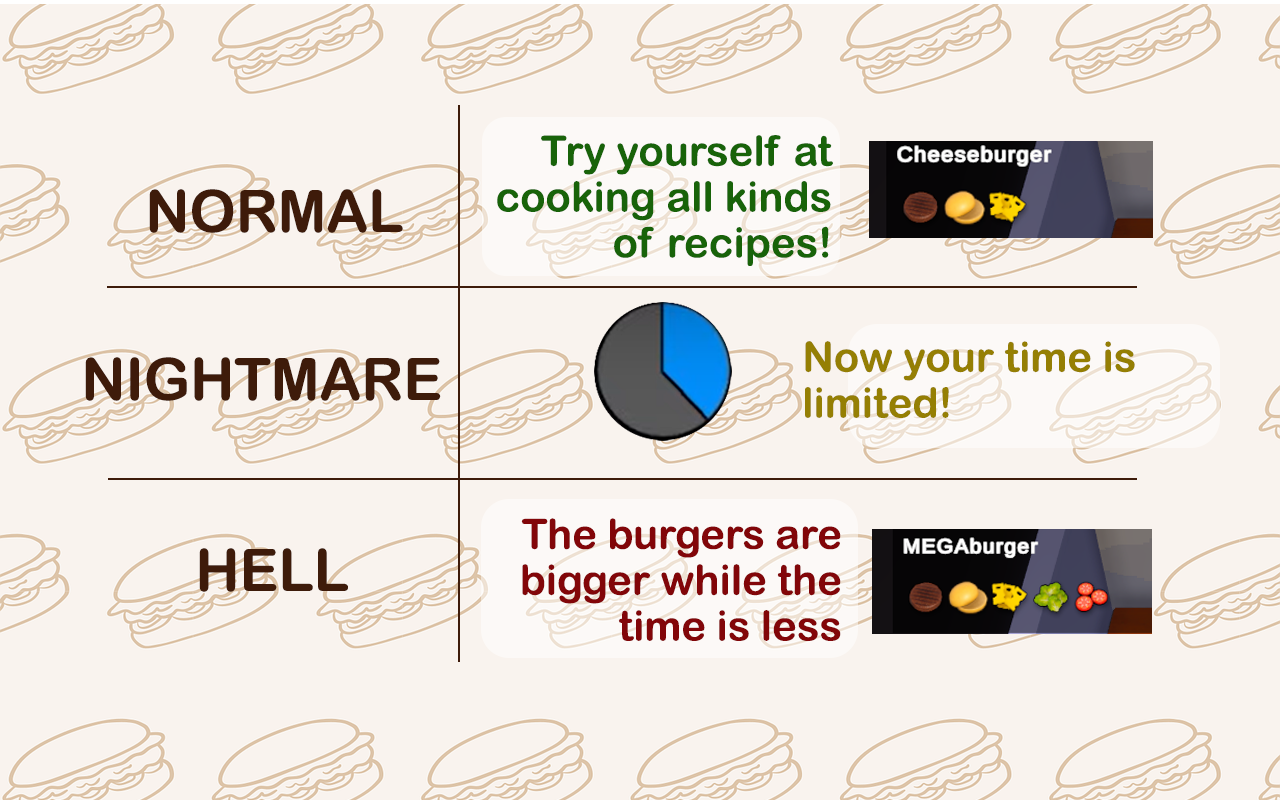 NORMAL
Try yourself at
cooking all kinds
of recipes!
Cheeseburger
NIGHTMARE
Now your time is
limited!
HELL
The burgers are
bigger while the
time is less
MEGAburger